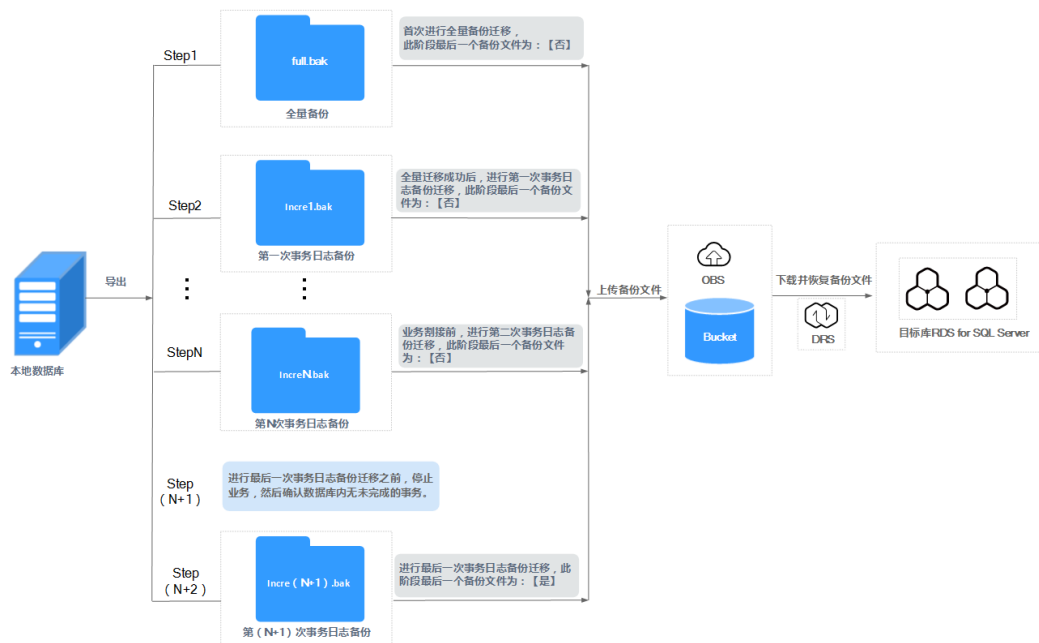 首次进行全量备份迁移，
此阶段最后一个备份文件为：【否】
Step1
full.bak
全量备份
全量迁移成功后，进行第一次事务日
志备份迁移，此阶段最后一个备份文
件为：【否】
Step2
Incre1.bak
第一次事务日志备份
导出
本地数据库
业务割接前，进行第二次事务日志备
份迁移，此阶段最后一个备份文件
为：【否】
StepN
IncreN.bak
第N次事务日志备份
上传备份文件
OBS
Bucket
下载并恢复备份文件
DRS
目标库RDS for SQL Server
Step
（N+1）
进行最后一次事务日志备份迁移之前，停止
业务，然后确认数据库内无未完成的事务。
Step
（N+2）
Incre（N+1）.bak
进行最后一次事务日志备份迁移，此
阶段最后一个备份文件为：【是】
第（N+1）次事务日志备份